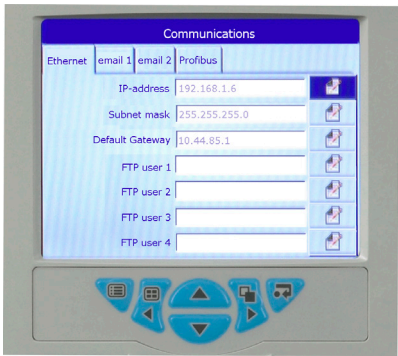 Communications
Ethernet email 1 email 2 Profibus
IP-address 192.168.1.6
Subnet mask 255.255.255.0
Default Gateway 10.44.85.1
FTP user 1
FTP user 2
FTP user 3
FTP user 4